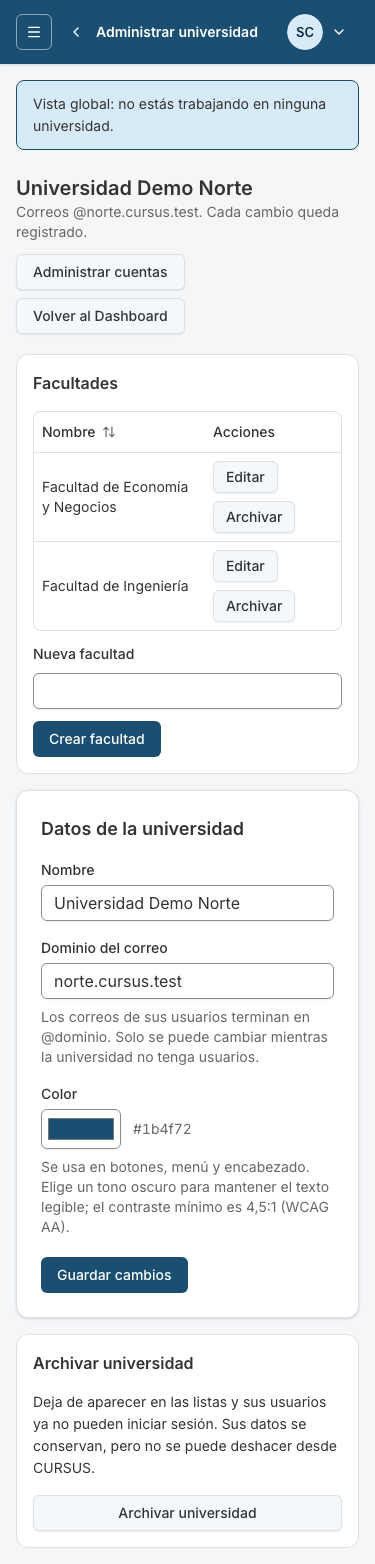 Administrar universidad
SC
Vista global: no estás trabajando en ninguna
universidad.
Universidad Demo Norte
Correos @norte.cursus.test. Cada cambio queda
registrado.
Administrar cuentas
Volver al Dashboard
Facultades
Nombre
Acciones
Facultad de Economía
y Negocios
Editar
Archivar
Facultad de Ingeniería
Editar
Archivar
Nueva facultad
Crear facultad
Datos de la universidad
Nombre
Universidad Demo Norte
Dominio del correo
norte.cursus.test
Los correos de sus usuarios terminan en
@dominio. Solo se puede cambiar mientras
la universidad no tenga usuarios.
Color
#1b4f72
Se usa en botones, menú y encabezado.
Elige un tono oscuro para mantener el texto
legible; el contraste mínimo es 4,5:1 (WCAG
AA).
Guardar cambios
Archivar universidad
Deja de aparecer en las listas y sus usuarios
ya no pueden iniciar sesión. Sus datos se
conservan, pero no se puede deshacer desde
CURSUS.
Archivar universidad